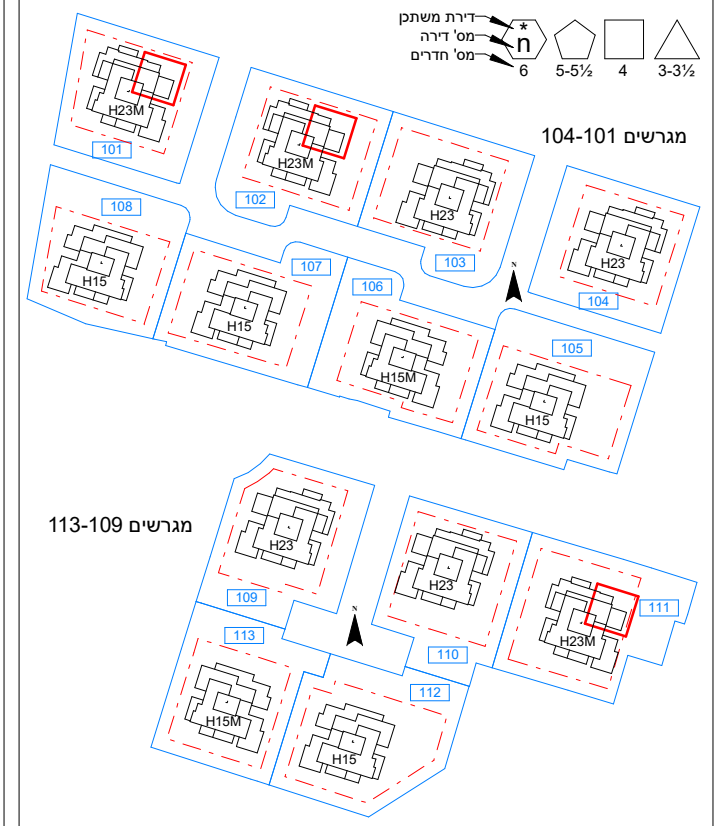 דירת משתכן
*
מס' דירה
n
מס' חדרים
6
5-5½
4
3-3½
מגרשים 104-101
H23M
101
H23M
102
H23
103
H23
104
108
H15
107
H15
106
H15M
105
H15
N
מגרשים 113-109
H23
109
H23
110
H23M
111
N
113
H15M
112
H15